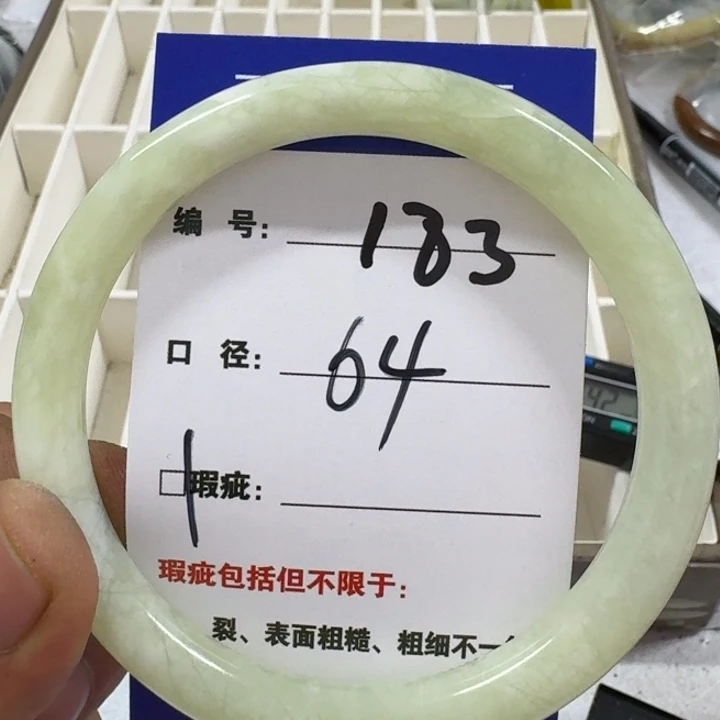 编 号: 183
口 径: 64
□瑕疵:
瑕疵包括但不限于:
裂、表面粗糙、粗细不一